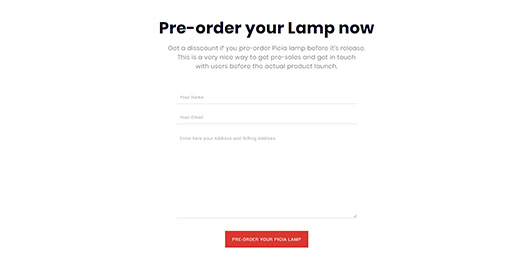 Pre-order your Lamp now
Got a disscount if you pre-order Picia lamp before it's release.
This is a very nice way to get pre-sales and get in touch
with users before the actual product launch.
Your Name
Your Email
Enter here your Address and Billing Address
PRE-ORDER YOUR PICIA LAMP